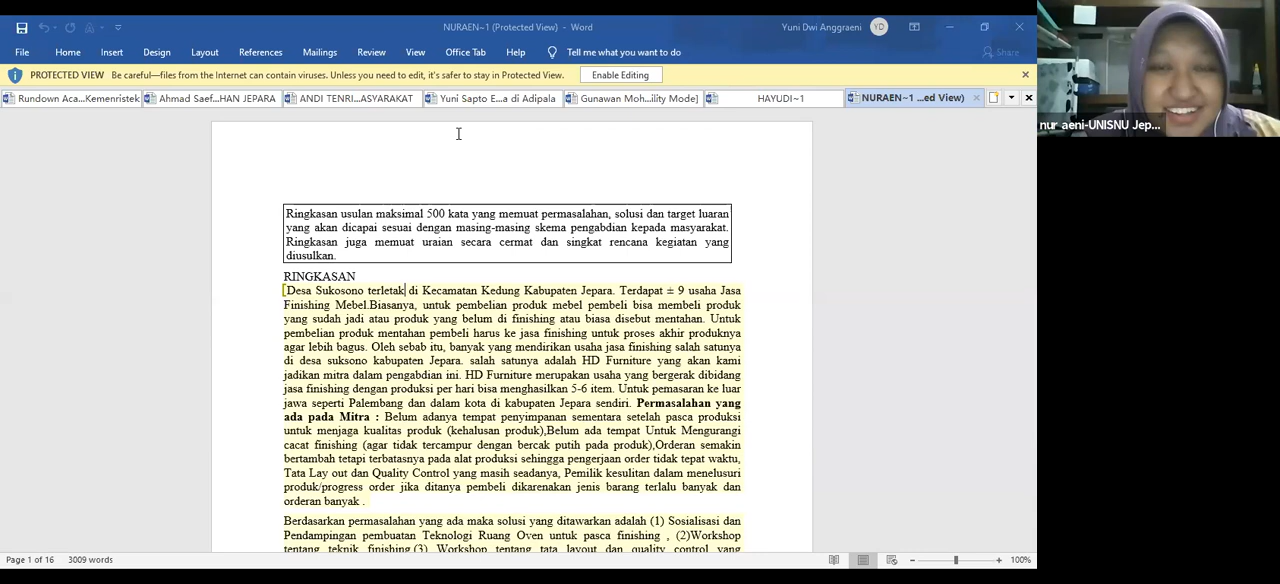 NURAEN~1 (Protected View) - Word
Yuni Dwi Anggraeni
YD
File Home Insert Design Layout References Mailings Review View Office Tab Help Tell me what you want to do Share
PROTECTED VIEW Be careful—files from the Internet can contain viruses. Unless you need to edit, it's safer to stay in Protected View. Enable Editing
Rundown Aca...Kemenristek Ahmad Saef...HAN JEPARA ANDI TENRI...ASYARAKAT Yuni Sapto E...a di Adipala Gunawan Moh...ility Mode] HAYUDI~1 NURAEN~1 ...ed View)
nur aeni-UNISNU Jep...
Ringkasan usulan maksimal 500 kata yang memuat permasalahan, solusi dan target luaran
yang akan dicapai sesuai dengan masing-masing skema pengabdian kepada masyarakat.
Ringkasan juga memuat uraian secara cermat dan singkat rencana kegiatan yang
diusulkan.
RINGKASAN
Desa Sukosono terletak di Kecamatan Kedung Kabupaten Jepara. Terdapat ± 9 usaha Jasa
Finishing Mebel.Biasanya, untuk pembelian produk mebel pembeli bisa membeli produk
yang sudah jadi atau produk yang belum di finishing atau biasa disebut mentahan. Untuk
pembelian produk mentahan pembeli harus ke jasa finishing untuk proses akhir produknya
agar lebih bagus. Oleh sebab itu, banyak yang mendirikan usaha jasa finishing salah satunya
di desa suksono kabupaten Jepara. salah satunya adalah HD Furniture yang akan kami
jadikan mitra dalam pengabdian ini. HD Furniture merupakan usaha yang bergerak dibidang
jasa finishing dengan produksi per hari bisa menghasilkan 5-6 item. Untuk pemasaran ke luar
jawa seperti Palembang dan dalam kota di kabupaten Jepara sendiri. Permasalahan yang
ada pada Mitra : Belum adanya tempat penyimpanan sementara setelah pasca produksi
untuk menjaga kualitas produk (kehalusan produk),Belum ada tempat Untuk Mengurangi
cacat finishing (agar tidak tercampur dengan bercak putih pada produk),Orderan semakin
bertambah tetapi terbatasnya pada alat produksi sehingga pengerjaan order tidak tepat waktu,
Tata Lay out dan Quality Control yang masih seadanya, Pemilik kesulitan dalam menelusuri
produk/progress order jika ditanya pembeli dikarenakan jenis barang terlalu banyak dan
orderan banyak .
Berdasarkan permasalahan yang ada maka solusi yang ditawarkan adalah (1) Sosialisasi dan
Pendampingan pembuatan Teknologi Ruang Oven untuk pasca finishing , (2)Workshop
tentang teknik finishing,(3) Workshop tentang tata layout dan quality control yang
Page 1 of 16 3009 words
100%